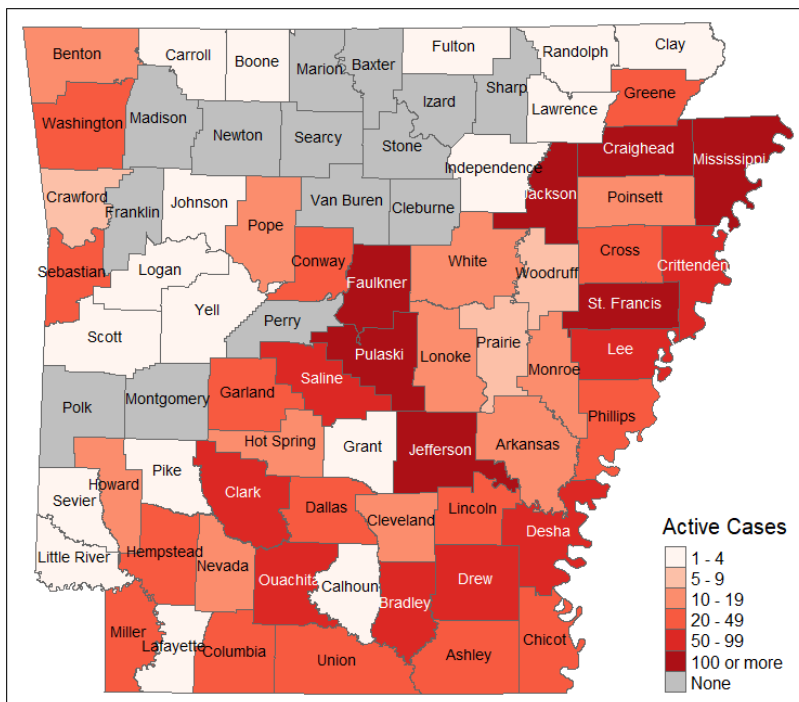 Benton
Carroll
Boone
Marion
Baxter
Fulton
Sharp
Randolph
Clay
Washington
Madison
Newton
Searcy
Stone
Izard
Lawrence
Greene
Craighead
Mississippi
Crawford
Franklin
Johnson
Pope
Van Buren
Cleburne
Independence
Jackson
Poinsett
Sebastian
Logan
Conway
Faulkner
White
Woodruff
Cross
Crittenden
Scott
Yell
Perry
Pulaski
Lonoke
Prairie
Monroe
St. Francis
Lee
Polk
Montgomery
Garland
Saline
Phillips
Hot Spring
Grant
Jefferson
Arkansas
Sevier
Howard
Pike
Clark
Dallas
Cleveland
Lincoln
Desha
Little River
Hempstead
Nevada
Ouachita
Calhoun
Bradley
Drew
Miller
Lafayette
Columbia
Union
Ashley
Chicot
Active Cases
1 - 4
5 - 9
10 - 19
20 - 49
50 - 99
100 or more
None